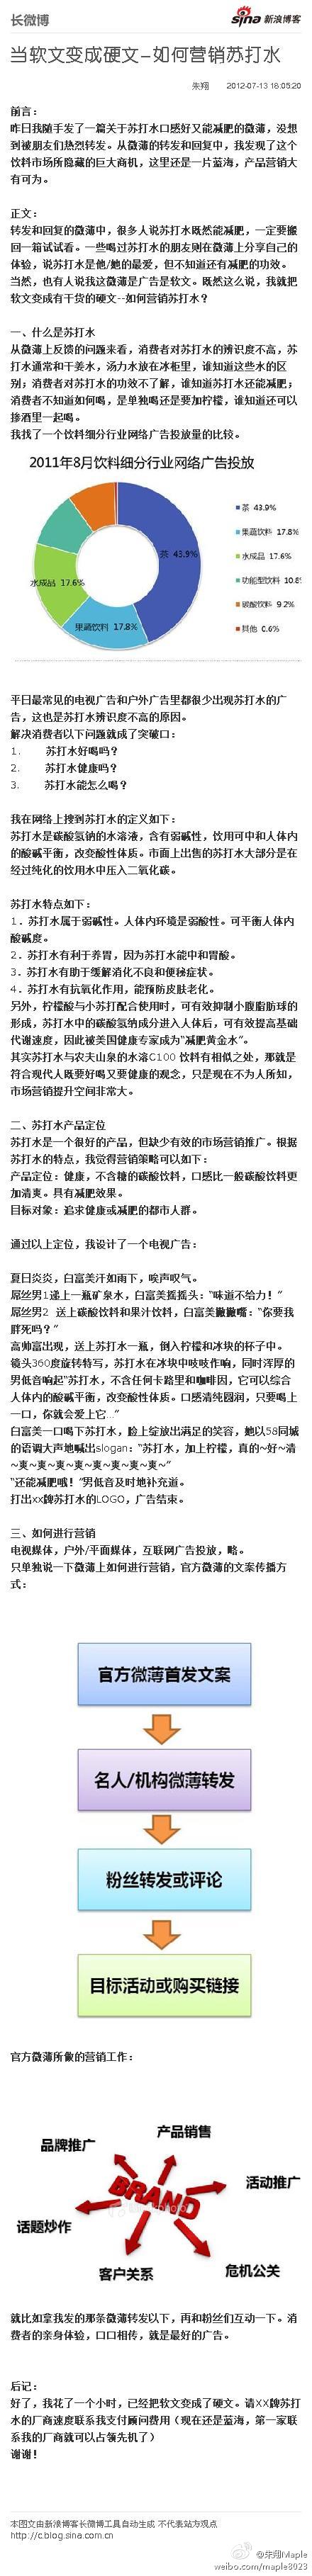 长微博
sina 新浪博客
当软文变成硬文-如何营销苏打水
朱翔 2012-07-13 18:05:20
前言：
昨日我随手发了一篇关于苏打水口感好又能减肥的微薄，没想
到被朋友们热烈转发。从微薄的转发和回复中，我发现了这个
饮料市场所隐藏的巨大商机，这里还是一片蓝海，产品营销大
有可为。
正文：
转发和回复的微薄中，很多人说苏打水既然能减肥，一定要搬
回一箱试试看。一些喝过苏打水的朋友则在微薄上分享自己的
体验，说苏打水是他/她的最爱，但不知道还有减肥的功效。
当然，也有人说我这微薄是广告是软文。既然这么说，我就把
软文变成有干货的硬文--如何营销苏打水？
一、什么是苏打水
从微薄上反馈的问题来看，消费者对苏打水的辨识度不高，苏
打水通常和干姜水，汤力水放在冰柜里，谁知道这些水的区
别；消费者对苏打水的功效不了解，谁知道苏打水还能减肥；
消费者不知道如何喝，是单独喝还是要加柠檬，谁知道还可以
掺酒里一起喝。
我找了一个饮料细分行业网络广告投放量的比较。
2011年8月饮料细分行业网络广告投放
茶 43.9%
果蔬饮料 17.8%
水成品 17.6%
茶 43.9%
果蔬饮料 17.8%
水成品 17.6%
功能型饮料 10.8%
碳酸饮料 9.2%
其他 0.6%
平日最常见的电视广告和户外广告里都很少出现苏打水的广
告，这也是苏打水辨识度不高的原因。
解决消费者以下问题就成了突破口：
1. 苏打水好喝吗？
2. 苏打水健康吗？
3. 苏打水能怎么喝？
我在网络上搜到苏打水的定义如下：
苏打水是碳酸氢钠的水溶液，含有弱碱性，饮用可中和人体内
的酸碱平衡，改变酸性体质。市面上出售的苏打水大部分是在
经过纯化的饮用水中压入二氧化碳。
苏打水特点如下：
1．苏打水属于弱碱性。人体内环境是弱酸性。可平衡人体内
酸碱度。
2．苏打水有利于养胃，因为苏打水能中和胃酸。
3．苏打水有助于缓解消化不良和便秘症状。
4．苏打水有抗氧化作用，能预防皮肤老化。
另外，柠檬酸与小苏打配合使用时，可有效抑制小腹脂肪球的
形成，苏打水中的碳酸氢钠成分进入人体后，可有效提高基础
代谢速度，因此被美国健康专家成为“减肥黄金水”。
其实苏打水与农夫山泉的水溶C100 饮料有相似之处，那就是
符合现代人既要好喝又要健康的观念，只是现在不为人所知，
市场营销提升空间非常大。
二、苏打水产品定位
苏打水是一个很好的产品，但缺少有效的市场营销推广。根据
苏打水的特点，我觉得营销策略可以如下：
产品定位：健康，不含糖的碳酸饮料，口感比一般碳酸饮料更
加清爽。具有减肥效果。
目标对象：追求健康或减肥的都市人群。
通过以上定位，我设计了一个电视广告：
夏日炎炎，白富美汗如雨下，唉声叹气。
屌丝男1递上一瓶矿泉水，白富美摇摇头：“味道不给力！”
屌丝男2 送上碳酸饮料和果汁饮料，白富美撇撇嘴：“你要我
胖死吗？”
高帅富出现，送上苏打水一瓶，倒入柠檬和冰块的杯子中。
镜头360度旋转特写，苏打水在冰块中吱吱作响，同时浑厚的
男低音响起“苏打水，不含任何卡路里和咖啡因，它可以综合
人体内的酸碱平衡，改变酸性体质。口感清纯圆润，只要喝上
一口，你就会爱上它...”
白富美一口喝下苏打水，脸上绽放出满足的笑容，她以58同城
的语调大声地喊出slogan：“苏打水，加上柠檬，真的~好~清
~爽~爽~爽~爽~爽~爽~爽~爽~”
“还能减肥哦！”男低音及时地补充道。
打出xx牌苏打水的LOGO，广告结束。
三、如何进行营销
电视媒体，户外/平面媒体，互联网广告投放，略。
只单独说一下微薄上如何进行营销，官方微薄的文案传播方
式：
官方微薄首发文案
名人/机构微薄转发
粉丝转发或评论
目标活动或购买链接
官方微薄所做的营销工作：
品牌推广
产品销售
活动推广
BRAND
话题炒作
客户关系
危机公关
就比如拿我发的那条微薄转发以下，再和粉丝们互动一下。消
费者的亲身体验，口口相传，就是最好的广告。
后记：
好了，我花了一个小时，已经把软文变成了硬文。请XX牌苏打
水的厂商速度联系我支付顾问费用（现在还是蓝海，第一家联
系我的厂商就可以占领先机了）
谢谢！
本图文由新浪博客长微博工具自动生成 不代表站方观点
http://c.blog.sina.com.cn
@朱翔Maple
weibo.com/maple8023